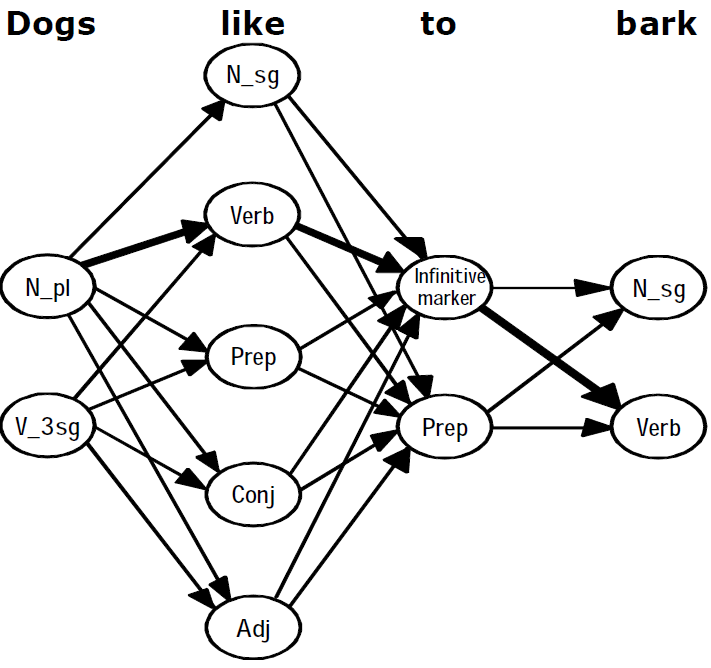 Dogs like to bark
N_sg
Verb
N_pl
Infinitive
marker
N_sg
Prep
V_3sg
Prep
Verb
Conj
Adj